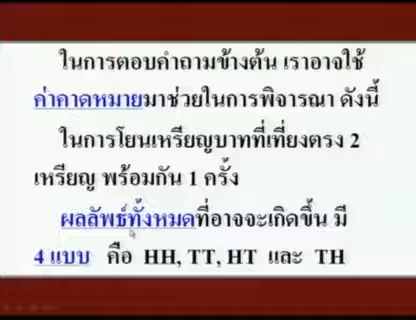 ในการตอบคำถามข้างต้น เราอาจใช้
ค่าคาดหมายมาช่วยในการพิจารณา ดังนี้
ในการโยนเหรียญบาทที่เที่ยงตรง 2
เหรียญ พร้อมกัน 1 ครั้ง
ผลลัพธ์ทั้งหมดที่อาจจะเกิดขึ้น มี
4 แบบ คือ HH, TT, HT และ TH